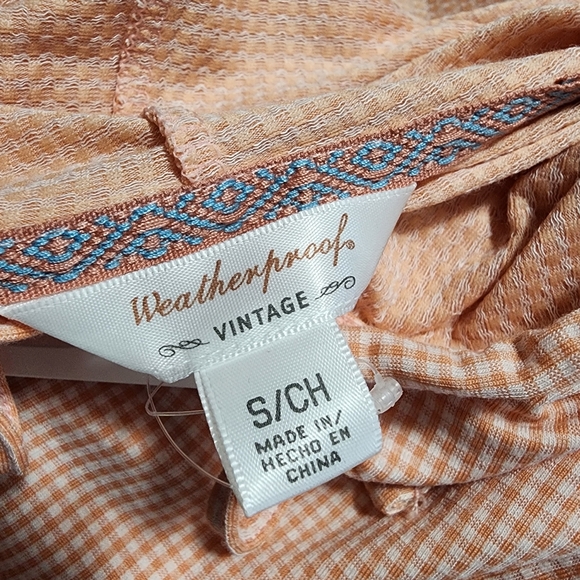 Weatherproof®
VINTAGE
S/CH
MADE IN/
HECHO EN
CHINA